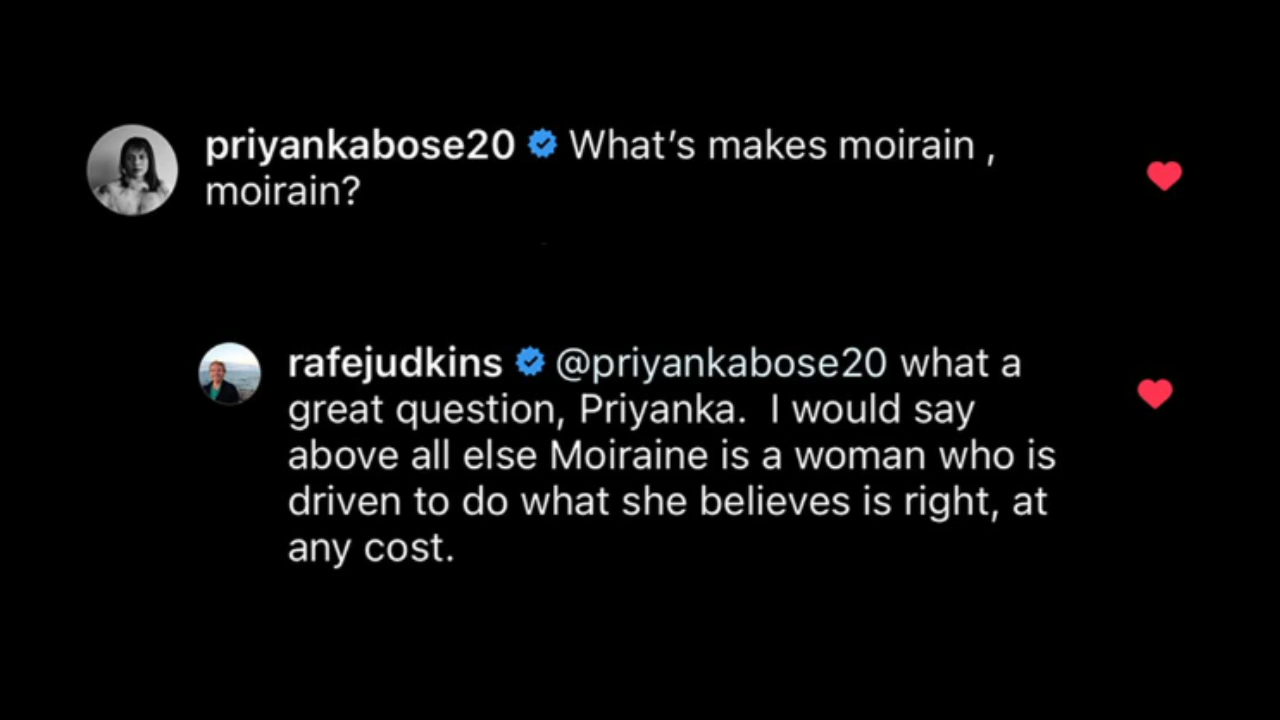 priyankabose20 What’s makes moirain ,
moirain?
rafejudkins @priyankabose20 what a
great question, Priyanka.  I would say
above all else Moiraine is a woman who is
driven to do what she believes is right, at
any cost.